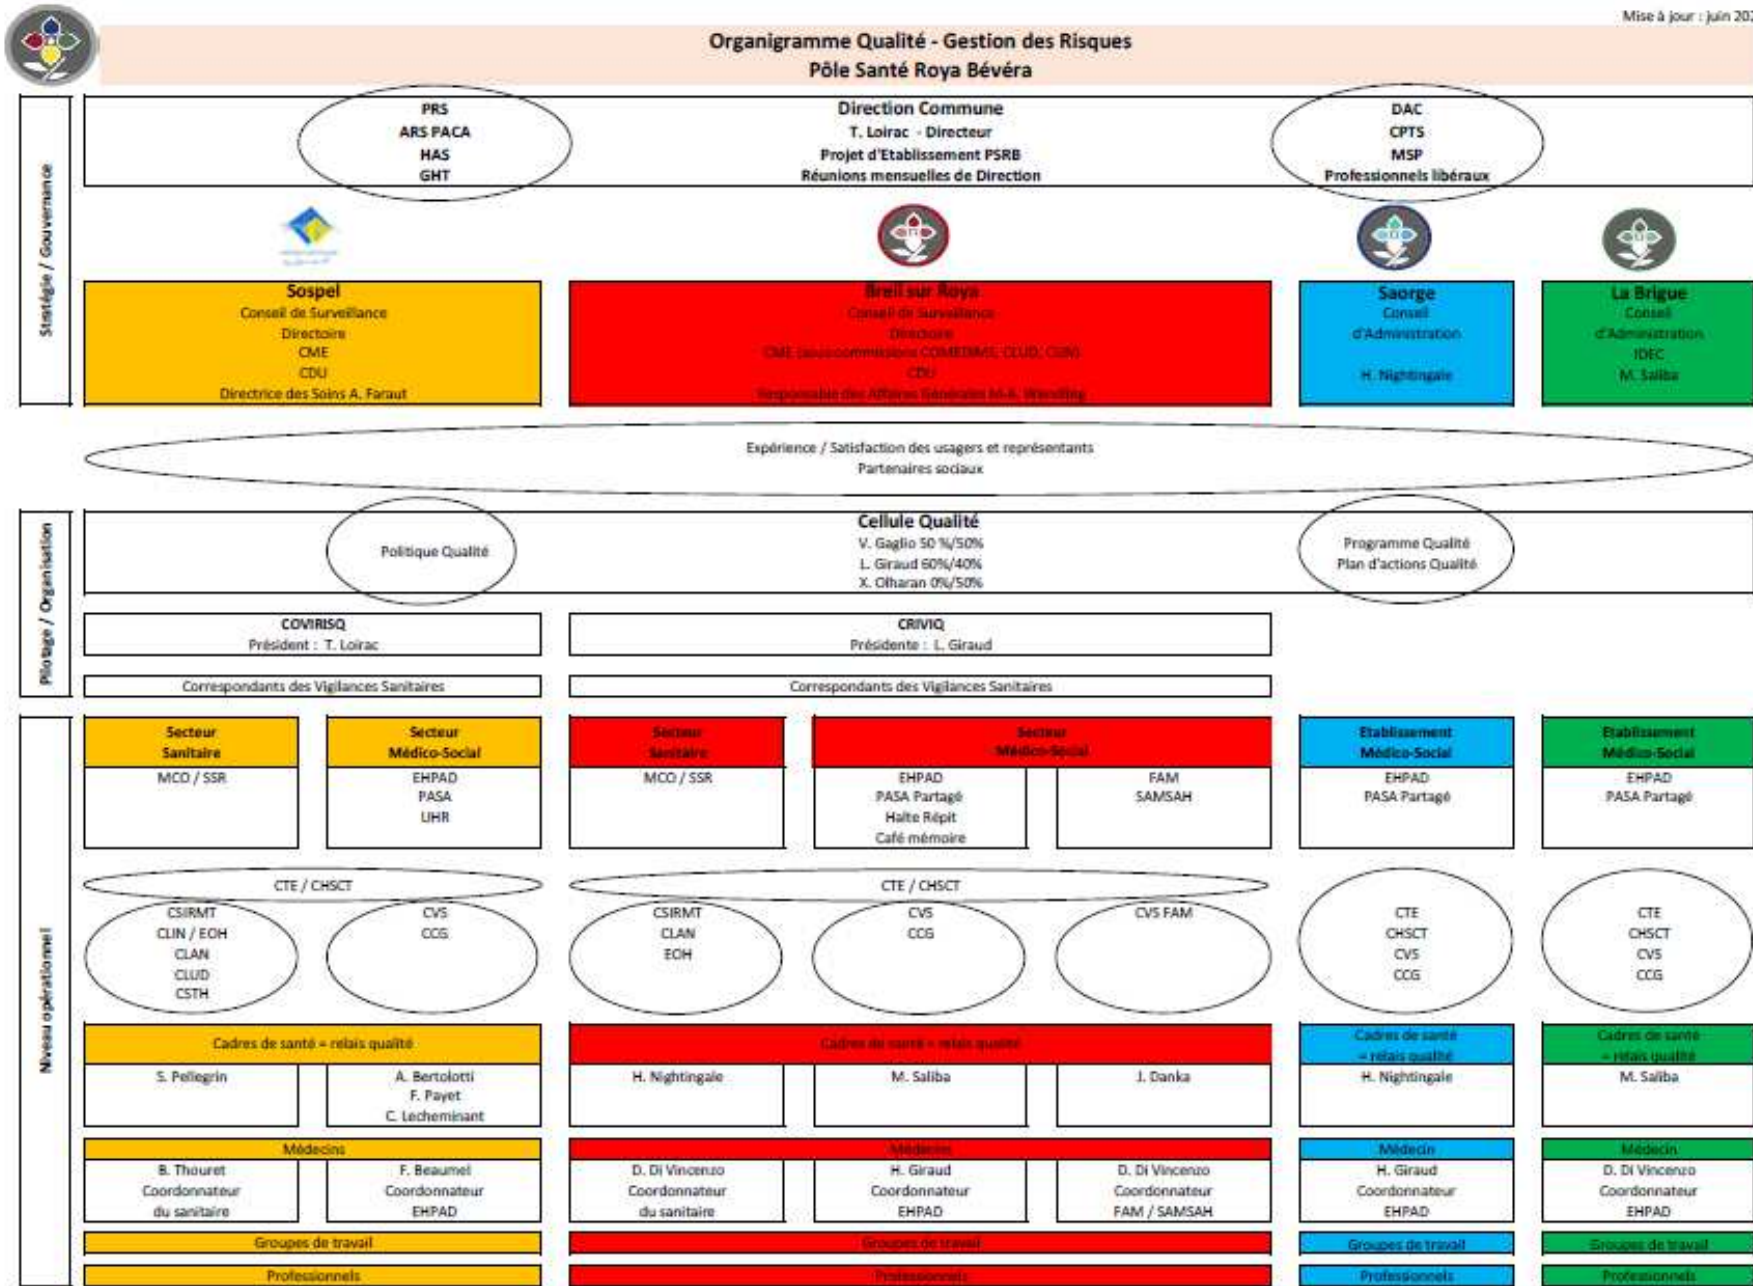 Mise à jour : juin 202
Organigramme Qualité - Gestion des Risques
Pôle Santé Roya Bévéra
Stratégie / Gouvernance
PRS
ARS PACA
HAS
GHT
Direction Commune
T. Loirac - Directeur
Projet d'Etablissement PSRB
Réunions mensuelles de Direction
DAC
CPTS
MSP
Professionnels libéraux
Sospel
Conseil de Surveillance
Directoire
CME
CDU
Directrice des Soins A. Faraut
Breil sur Roya
Conseil de Surveillance
Directoire
CME (sous commissions COMEDIMS, CLUD,
CDU
Responsable des Affaires Générales M-A.
Saorge
Conseil
d'Administration
H. Nightingale
La Brigue
Conseil
d'Administration
IDEC
M. Saliba
Expérience / Satisfaction des usagers et représentants
Partenaires sociaux
Pilotage / Organisation
Politique Qualité
Cellule Qualité
V. Gaglio 50 %/50%
L. Giraud 60%/40%
X. Olharan 0%/50%
Programme Qualité
Plan d'actions Qualité
COVIRISQ
Président : T. Loirac
CRIVIQ
Présidente : L. Giraud
Correspondants des Vigilances Sanitaires
Correspondants des Vigilances Sanitaires
Niveau opérationnel
Secteur
Sanitaire
MCO / SSR
Secteur
Médico-Social
EHPAD
PASA
UHR
Secteur
Sanitaire
MCO / SSR
Secteur
Médico-Social
EHPAD
PASA Partagé
Halte Répit
Café mémoire
FAM
SAMSAH
Etablissement
Médico-Social
EHPAD
PASA Partagé
Etablissement
Médico-Social
EHPAD
PASA Partagé
CTE / CHSCT
CTE / CHSCT
CSIRMT
CLIN / EOH
CLAN
CLUD
CSTH
CVS
CCG
CSIRMT
CLAN
EOH
CVS
CCG
CVS FAM
CTE
CHSCT
CVS
CCG
CTE
CHSCT
CVS
CCG
Cadres de santé = relais qualité
Cadres de santé = relais qualité
Cadres de santé
= relais qualité
Cadres de santé
= relais qualité
S. Pellegrin
A. Bertolotti
F. Payet
C. Lecheminant
H. Nightingale
M. Saliba
J. Danka
H. Nightingale
M. Saliba
Médecins
Médecins
Médecin
Médecin
B. Thouret
Coordonnateur
du sanitaire
F. Beaumel
Coordonnateur
EHPAD
D. Di Vincenzo
Coordonnateur
du sanitaire
H. Giraud
Coordonnateur
EHPAD
D. Di Vincenzo
Coordonnateur
FAM / SAMSAH
H. Giraud
Coordonnateur
EHPAD
D. Di Vincenzo
Coordonnateur
EHPAD
Groupes de travail
Groupes de travail
Groupes de travail
Groupes de travail
Professionnels
Professionnels
Professionnels
Professionnels